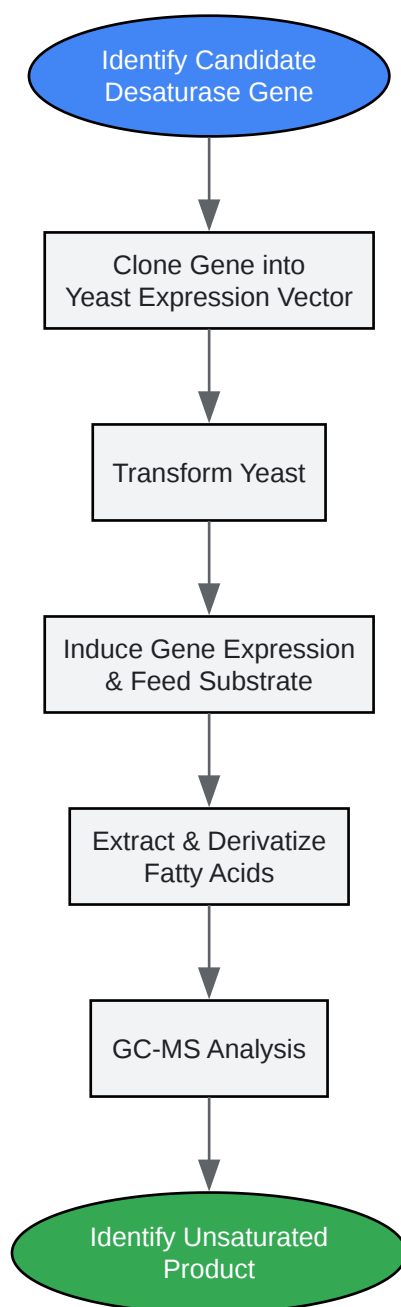 Identify Candidate
Desaturase Gene
Clone Gene into
Yeast Expression Vector
Transform Yeast
Induce Gene Expression
& Feed Substrate
Extract & Derivatize
Fatty Acids
GC-MS Analysis
Identify Unsaturated
Product